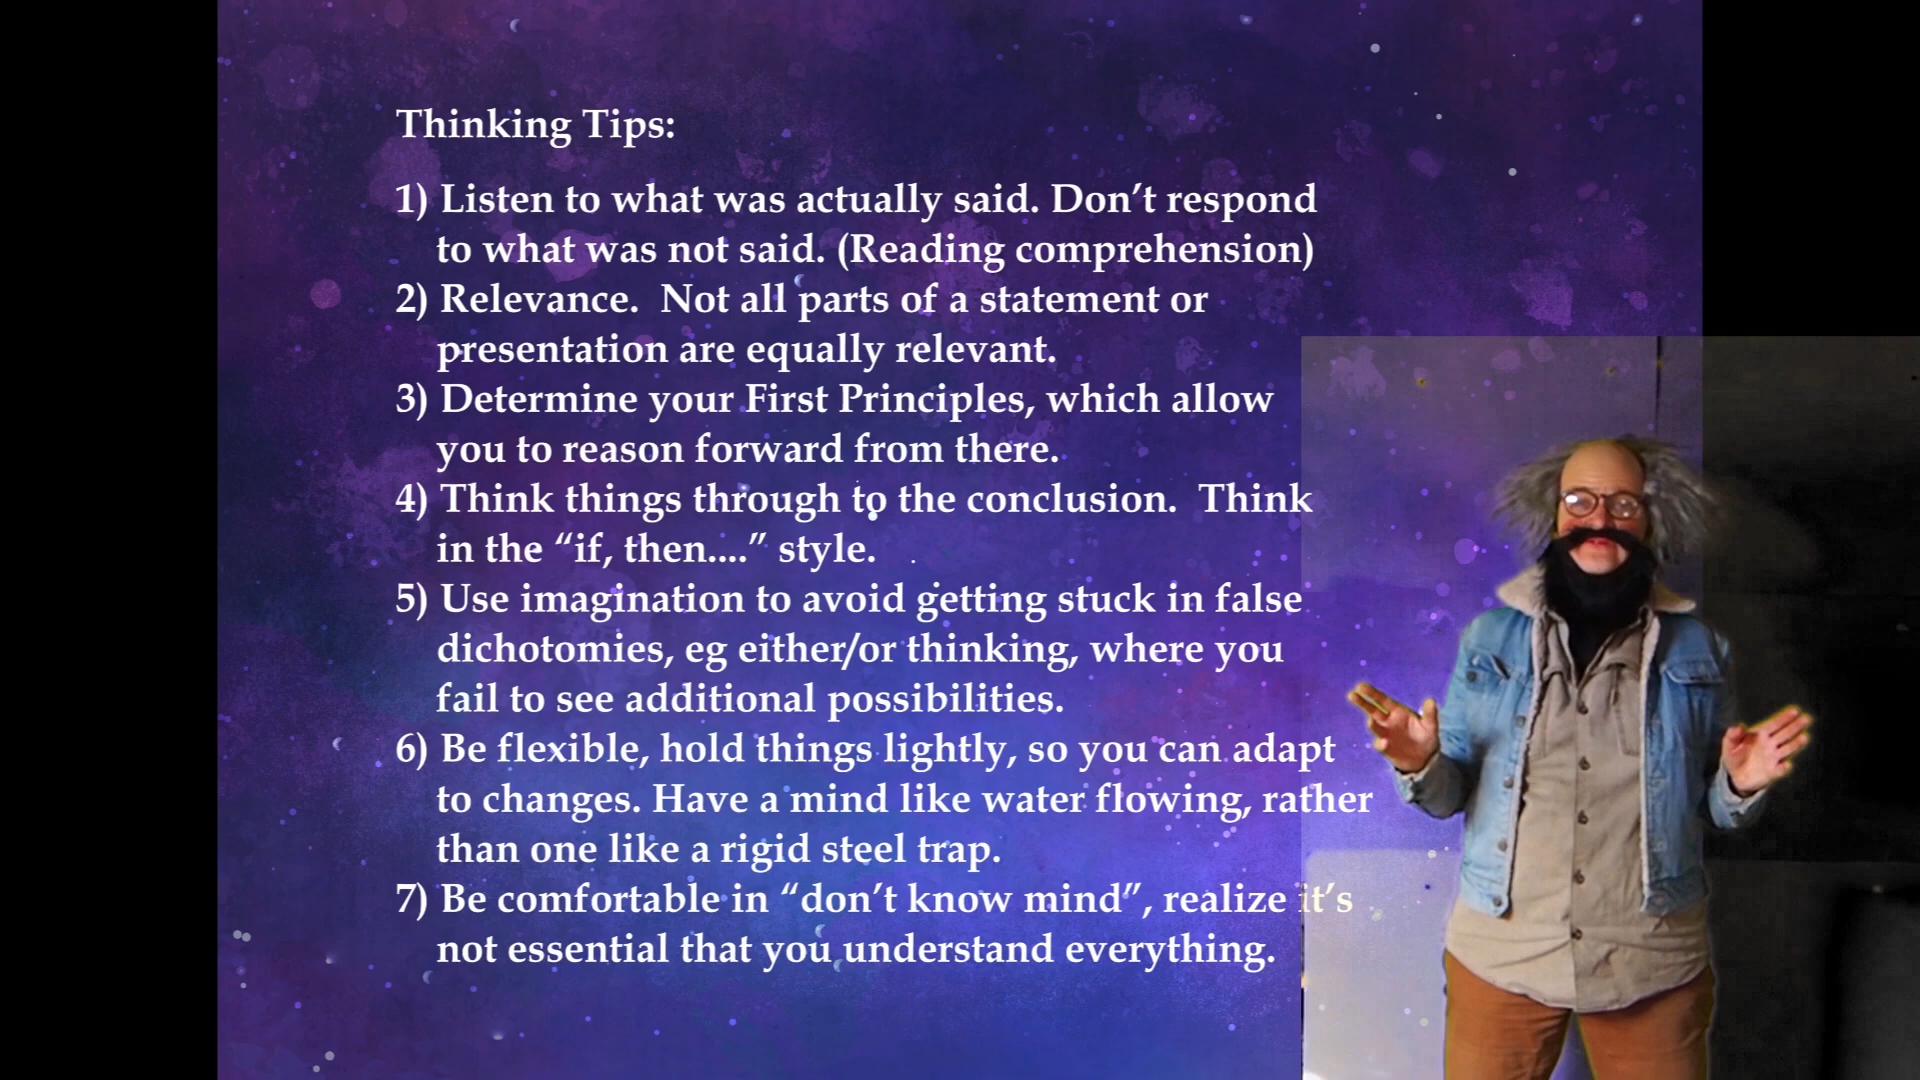 Thinking Tips:
1) Listen to what was actually said. Don’t respond
to what was not said. (Reading comprehension)
2) Relevance.  Not all parts of a statement or
presentation are equally relevant.
3) Determine your First Principles, which allow
you to reason forward from there.
4) Think things through to the conclusion.  Think
in the “if, then....” style.
5) Use imagination to avoid getting stuck in false
dichotomies, eg either/or thinking, where you
fail to see additional possibilities.
6) Be flexible, hold things lightly, so you can adapt
to changes. Have a mind like water flowing, rather
than one like a rigid steel trap.
7) Be comfortable in “don’t know mind”, realize it’s
not essential that you understand everything.